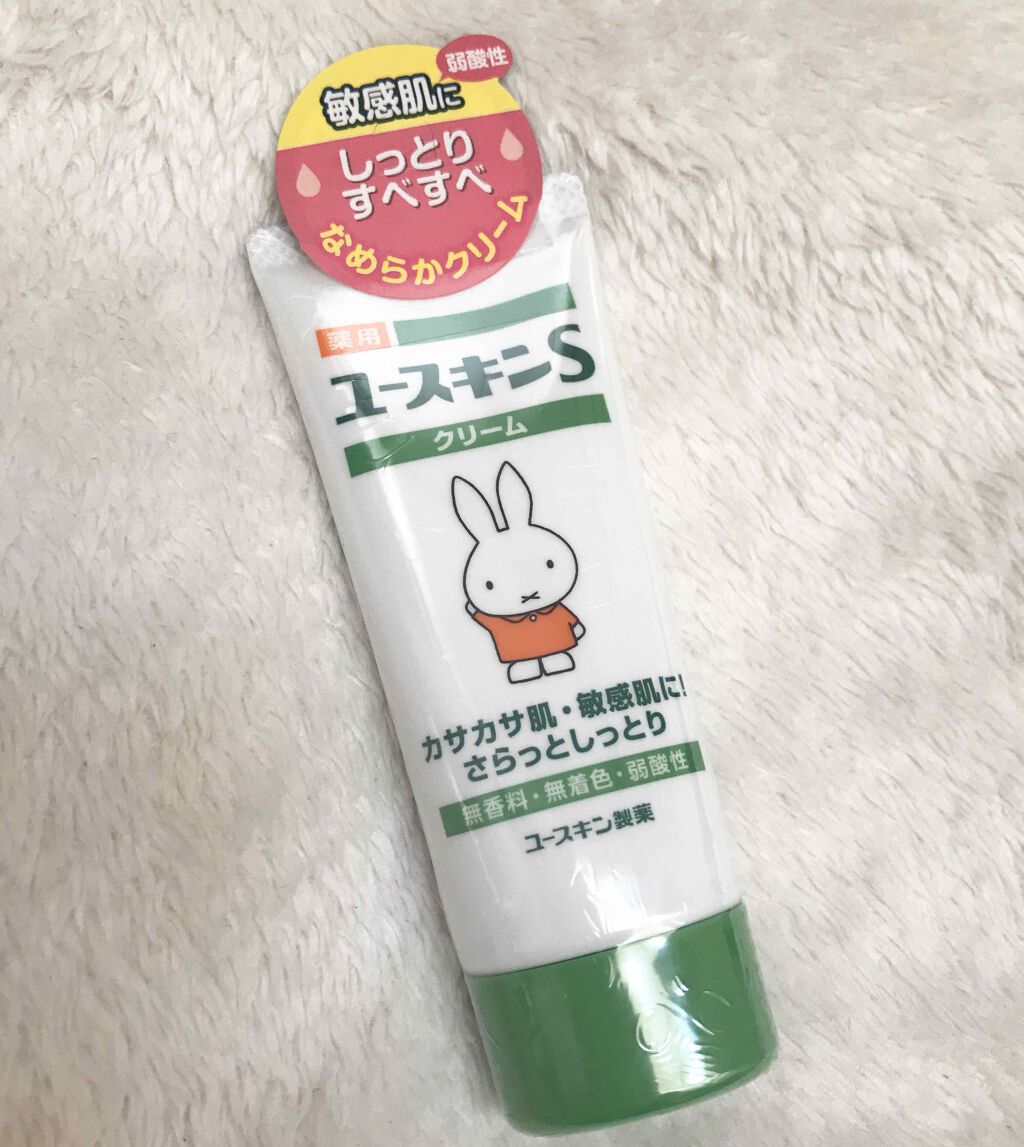 弱酸性
敏感肌に
しっとり
すべすべ
なめらかクリーム
薬用
ユースキンS
クリーム
カサカサ肌・敏感肌に!
さらっとしっとり
無香料・無着色・弱酸性
ユースキン製薬